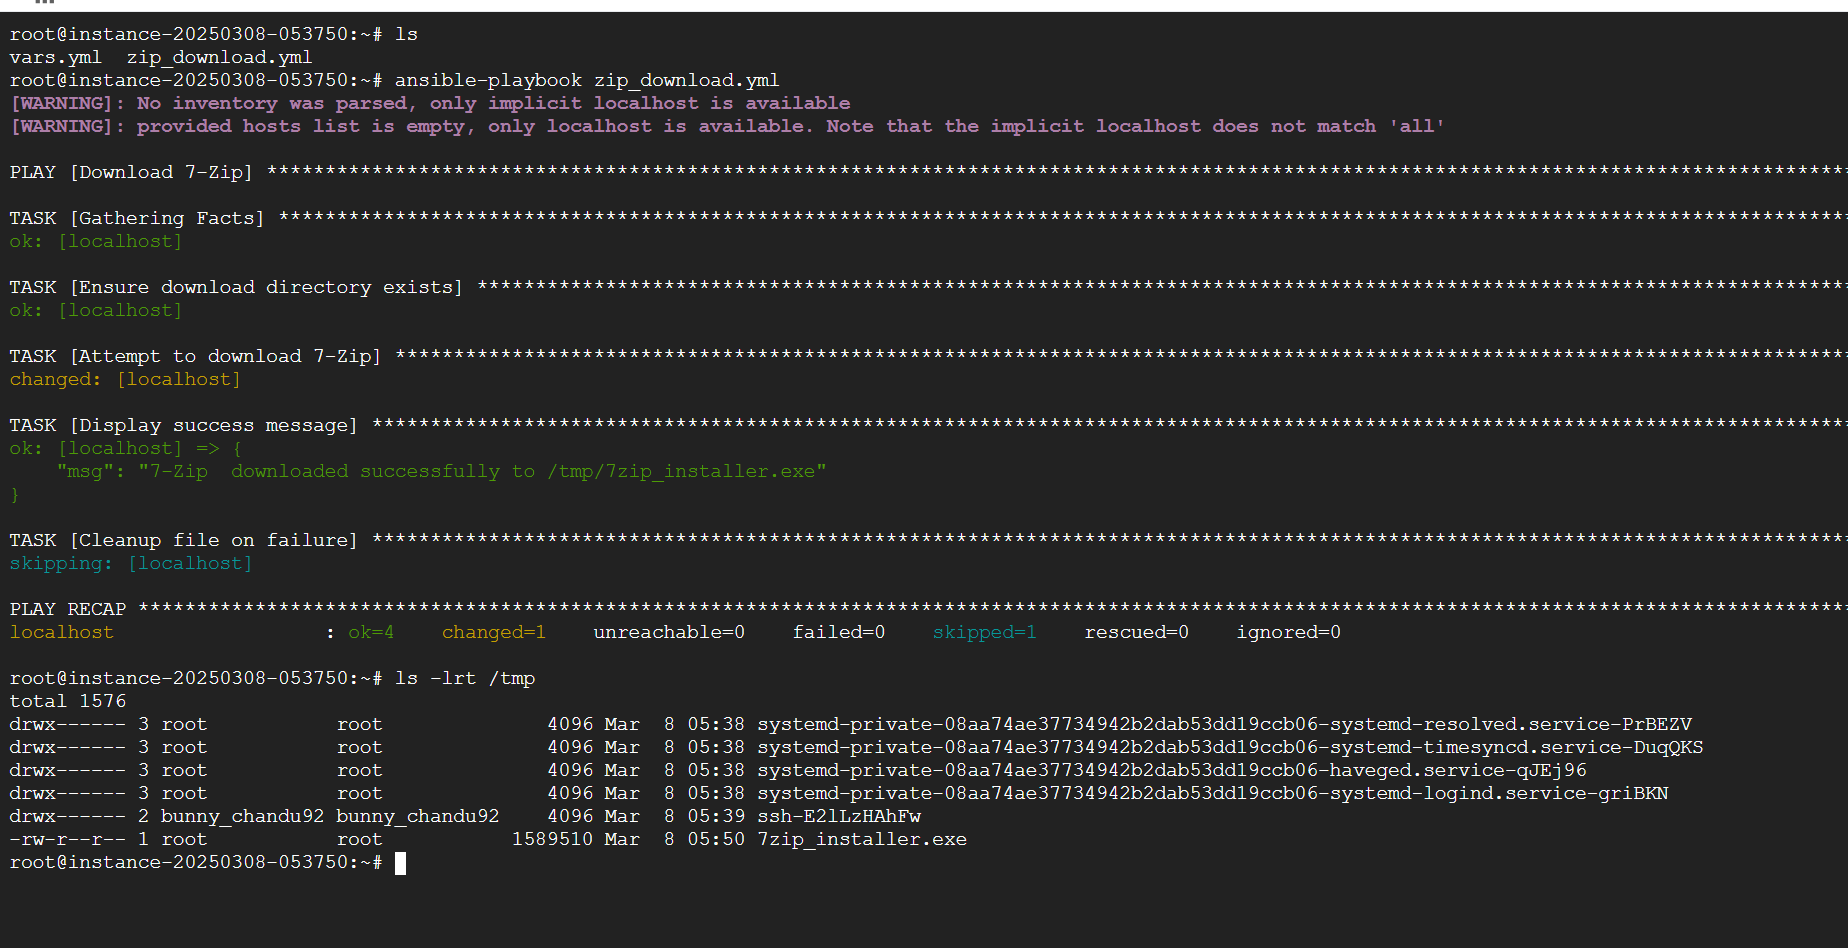 root@instance-20250308-053750:~# ls
vars.yml  zip_download.yml
root@instance-20250308-053750:~# ansible-playbook zip_download.yml
[WARNING]: No inventory was parsed, only implicit localhost is available
[WARNING]: provided hosts list is empty, only localhost is available. Note that the implicit localhost does not match 'all'
PLAY [Download 7-Zip] ***************************************************************************************************************************************
TASK [Gathering Facts] **************************************************************************************************************************************
ok: [localhost]
TASK [Ensure download directory exists] *********************************************************************************************************************
ok: [localhost]
TASK [Attempt to download 7-Zip] ****************************************************************************************************************************
changed: [localhost]
TASK [Display success message] ******************************************************************************************************************************
ok: [localhost] => {
    "msg": "7-Zip  downloaded successfully to /tmp/7zip_installer.exe"
}
TASK [Cleanup file on failure] ******************************************************************************************************************************
skipping: [localhost]
PLAY RECAP **************************************************************************************************************************************************
localhost                  : ok=4    changed=1    unreachable=0    failed=0    skipped=1    rescued=0    ignored=0
root@instance-20250308-053750:~# ls -lrt /tmp
total 1576
drwx------ 3 root           root              4096 Mar  8 05:38 systemd-private-08aa74ae37734942b2dab53dd19ccb06-systemd-resolved.service-PrBEZV
drwx------ 3 root           root              4096 Mar  8 05:38 systemd-private-08aa74ae37734942b2dab53dd19ccb06-systemd-timesyncd.service-DuqQKS
drwx------ 3 root           root              4096 Mar  8 05:38 systemd-private-08aa74ae37734942b2dab53dd19ccb06-haveged.service-qJEj96
drwx------ 3 root           root              4096 Mar  8 05:38 systemd-private-08aa74ae37734942b2dab53dd19ccb06-systemd-logind.service-griBKN
drwx------ 2 bunny_chandu92 bunny_chandu92    4096 Mar  8 05:39 ssh-E2lLzHAhFw
-rw-r--r-- 1 root           root           1589510 Mar  8 05:50 7zip_installer.exe
root@instance-20250308-053750:~#